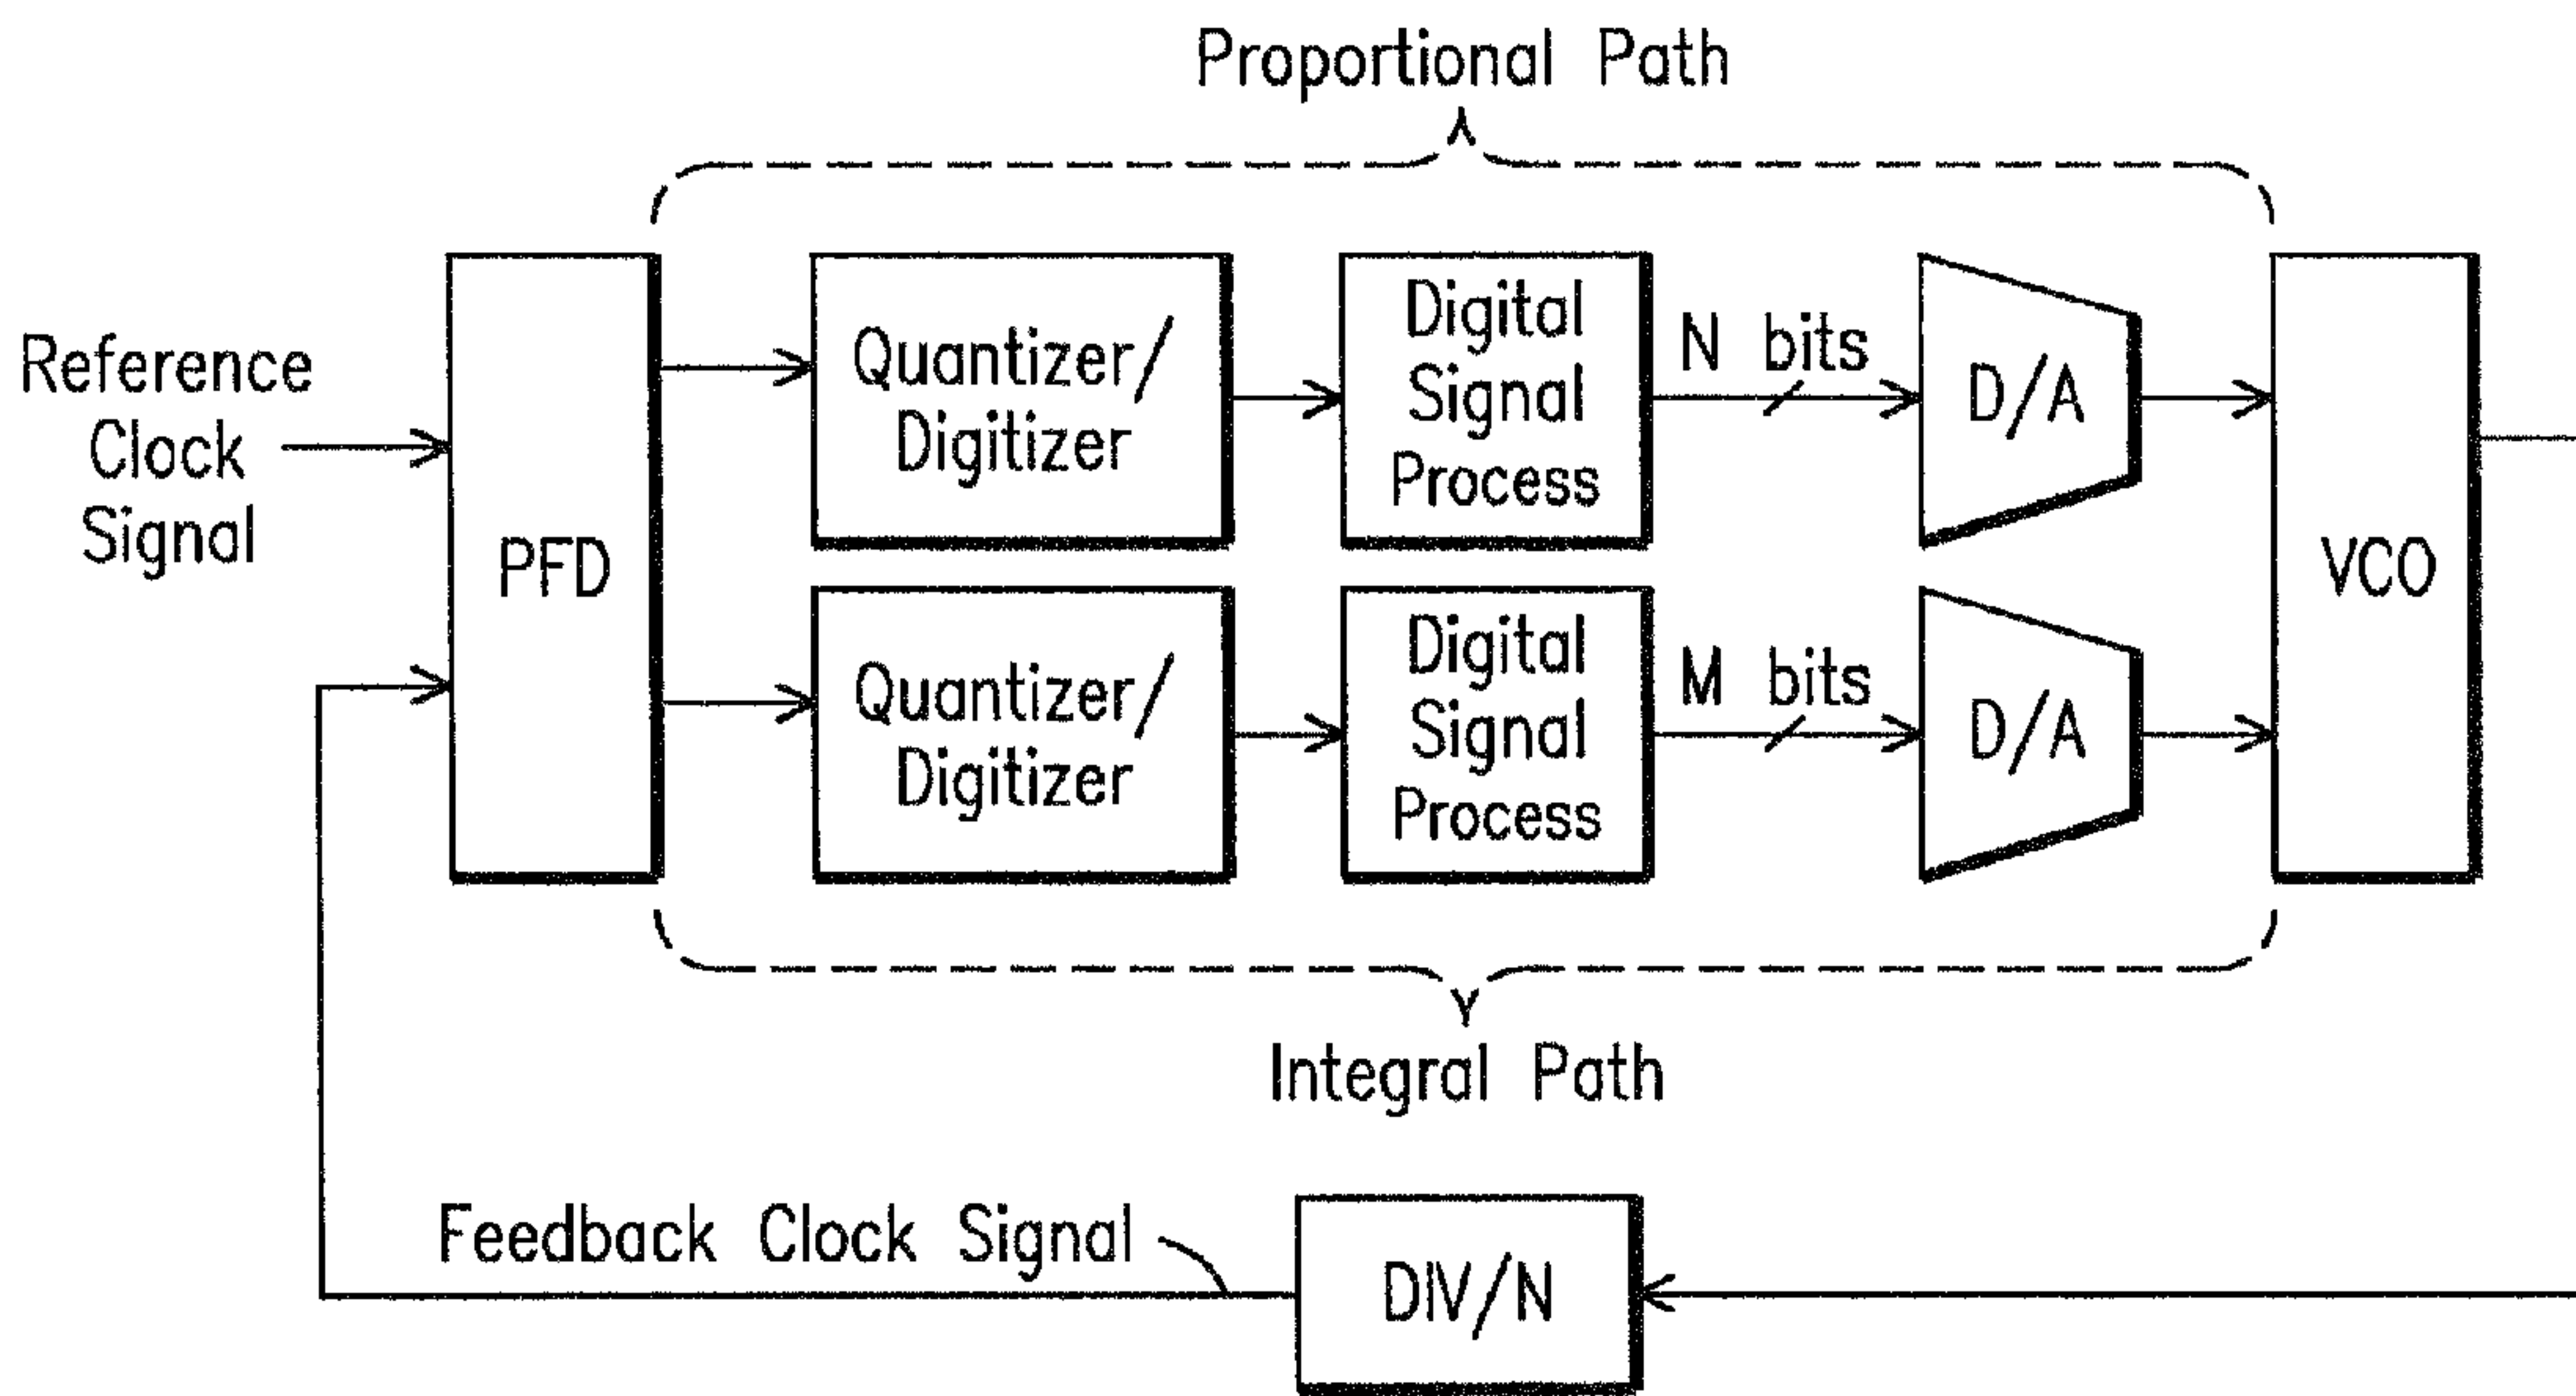 Proportional Path
Reference
Clock
Signal
PFD
Quantizer/
Digitizer
Digital
Signal
Process
N bits
D/A
VCO
Quantizer/
Digitizer
Digital
Signal
Process
M bits
D/A
Integral Path
Feedback Clock Signal
DIV/N